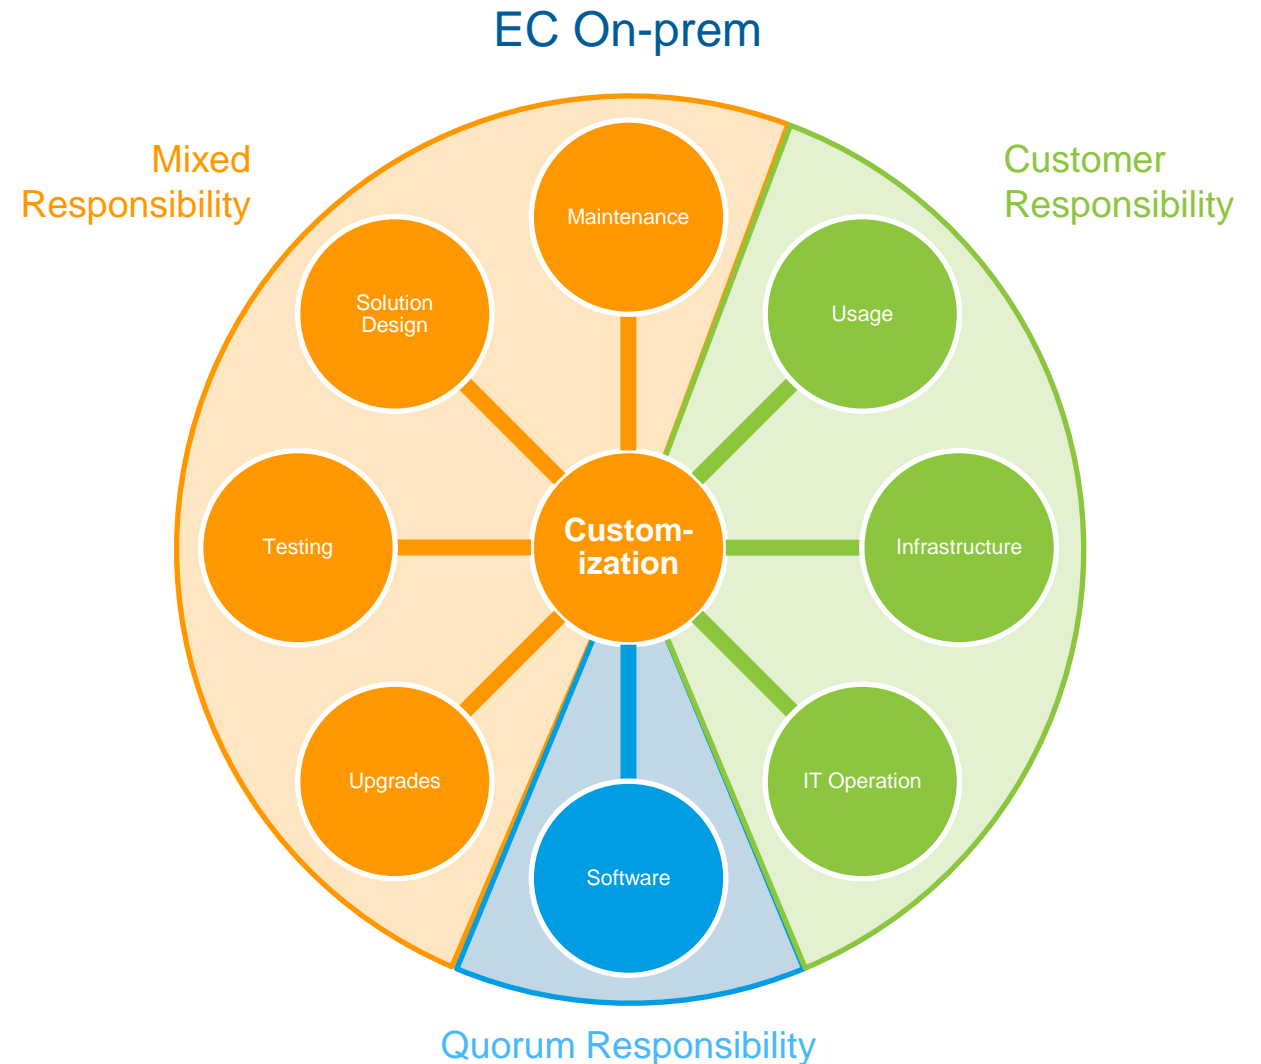 EC On-prem
Mixed
Responsibility
Customer
Responsibility
Maintenance
Solution
Design
Usage
Testing
Custom-
ization
Infrastructure
Upgrades
IT Operation
Software
Quorum Responsibility